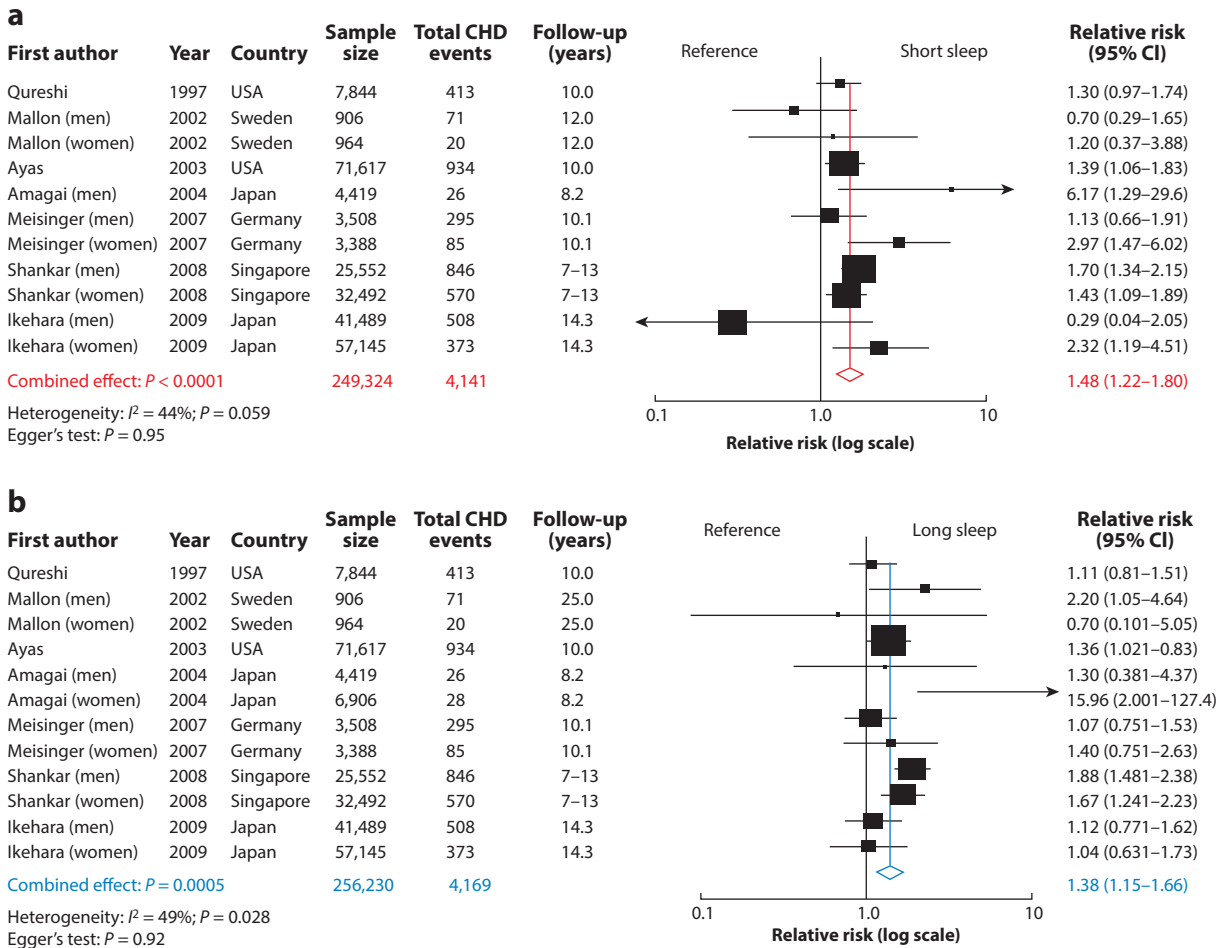 a
First author Year Country Sample size Total CHD events Follow-up (years) Reference Short sleep Relative risk (95% CI)
Qureshi 1997 USA 7,844 413 10.0 1.30 (0.97–1.74)
Mallon (men) 2002 Sweden 906 71 12.0 0.70 (0.29–1.65)
Mallon (women) 2002 Sweden 964 20 12.0 1.20 (0.37–3.88)
Ayas 2003 USA 71,617 934 10.0 1.39 (1.06–1.83)
Amagai (men) 2004 Japan 4,419 26 8.2 6.17 (1.29–29.6)
Meisinger (men) 2007 Germany 3,508 295 10.1 1.13 (0.66–1.91)
Meisinger (women) 2007 Germany 3,388 85 10.1 2.97 (1.47–6.02)
Shankar (men) 2008 Singapore 25,552 846 7–13 1.70 (1.34–2.15)
Shankar (women) 2008 Singapore 32,492 570 7–13 1.43 (1.09–1.89)
Ikehara (men) 2009 Japan 41,489 508 14.3 0.29 (0.04–2.05)
Ikehara (women) 2009 Japan 57,145 373 14.3 2.32 (1.19–4.51)
Combined effect: P < 0.0001 249,324 4,141 1.48 (1.22–1.80)
Heterogeneity: I² = 44%; P = 0.059
Egger's test: P = 0.95
0.1 1.0 10
Relative risk (log scale)
b
First author Year Country Sample size Total CHD events Follow-up (years) Reference Long sleep Relative risk (95% CI)
Qureshi 1997 USA 7,844 413 10.0 1.11 (0.81–1.51)
Mallon (men) 2002 Sweden 906 71 25.0 2.20 (1.05–4.64)
Mallon (women) 2002 Sweden 964 20 25.0 0.70 (0.101–5.05)
Ayas 2003 USA 71,617 934 10.0 1.36 (1.021–0.83)
Amagai (men) 2004 Japan 4,419 26 8.2 1.30 (0.381–4.37)
Amagai (women) 2004 Japan 6,906 28 8.2 15.96 (2.001–127.4)
Meisinger (men) 2007 Germany 3,508 295 10.1 1.07 (0.751–1.53)
Meisinger (women) 2007 Germany 3,388 85 10.1 1.40 (0.751–2.63)
Shankar (men) 2008 Singapore 25,552 846 7–13 1.88 (1.481–2.38)
Shankar (women) 2008 Singapore 32,492 570 7–13 1.67 (1.241–2.23)
Ikehara (men) 2009 Japan 41,489 508 14.3 1.12 (0.771–1.62)
Ikehara (women) 2009 Japan 57,145 373 14.3 1.04 (0.631–1.73)
Combined effect: P = 0.0005 256,230 4,169 1.38 (1.15–1.66)
Heterogeneity: I² = 49%; P = 0.028
Egger's test: P = 0.92
0.1 1.0 10
Relative risk (log scale)